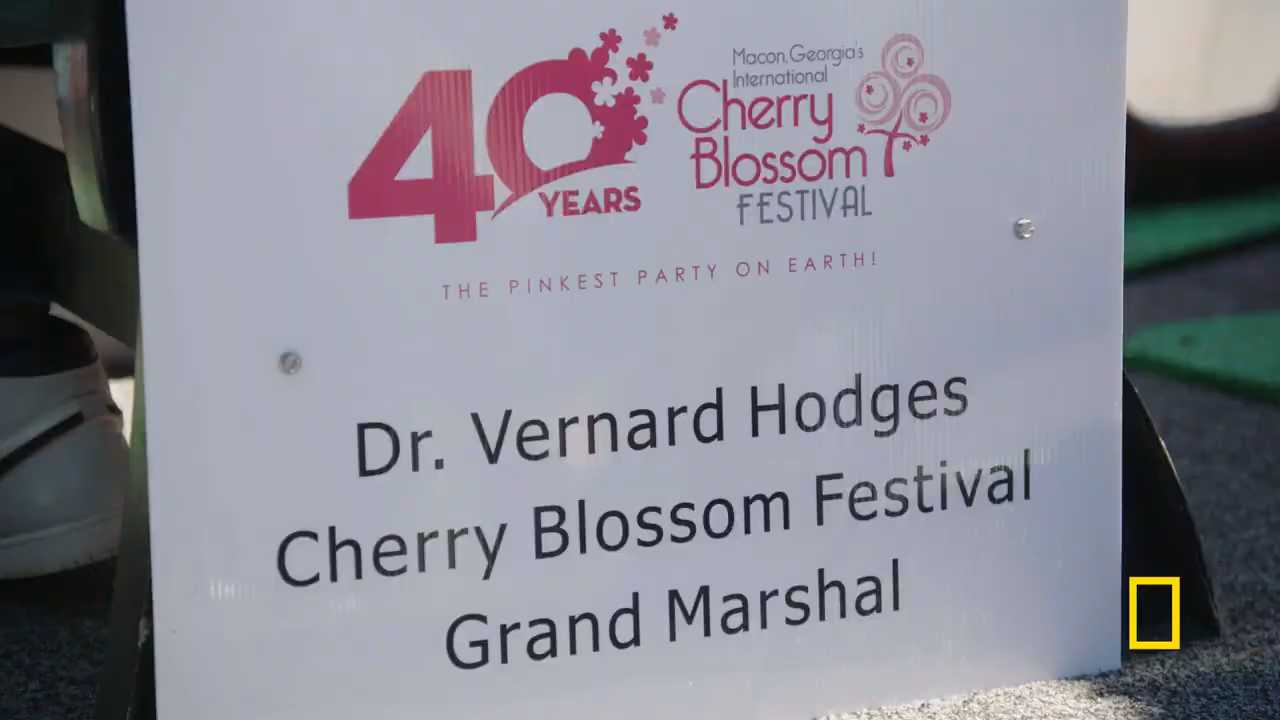 40 YEARS
Macon, Georgia's
International
Cherry
Blossom
FESTIVAL
THE PINKEST PARTY ON EARTH!
Dr. Vernard Hodges
Cherry Blossom Festival
Grand Marshal